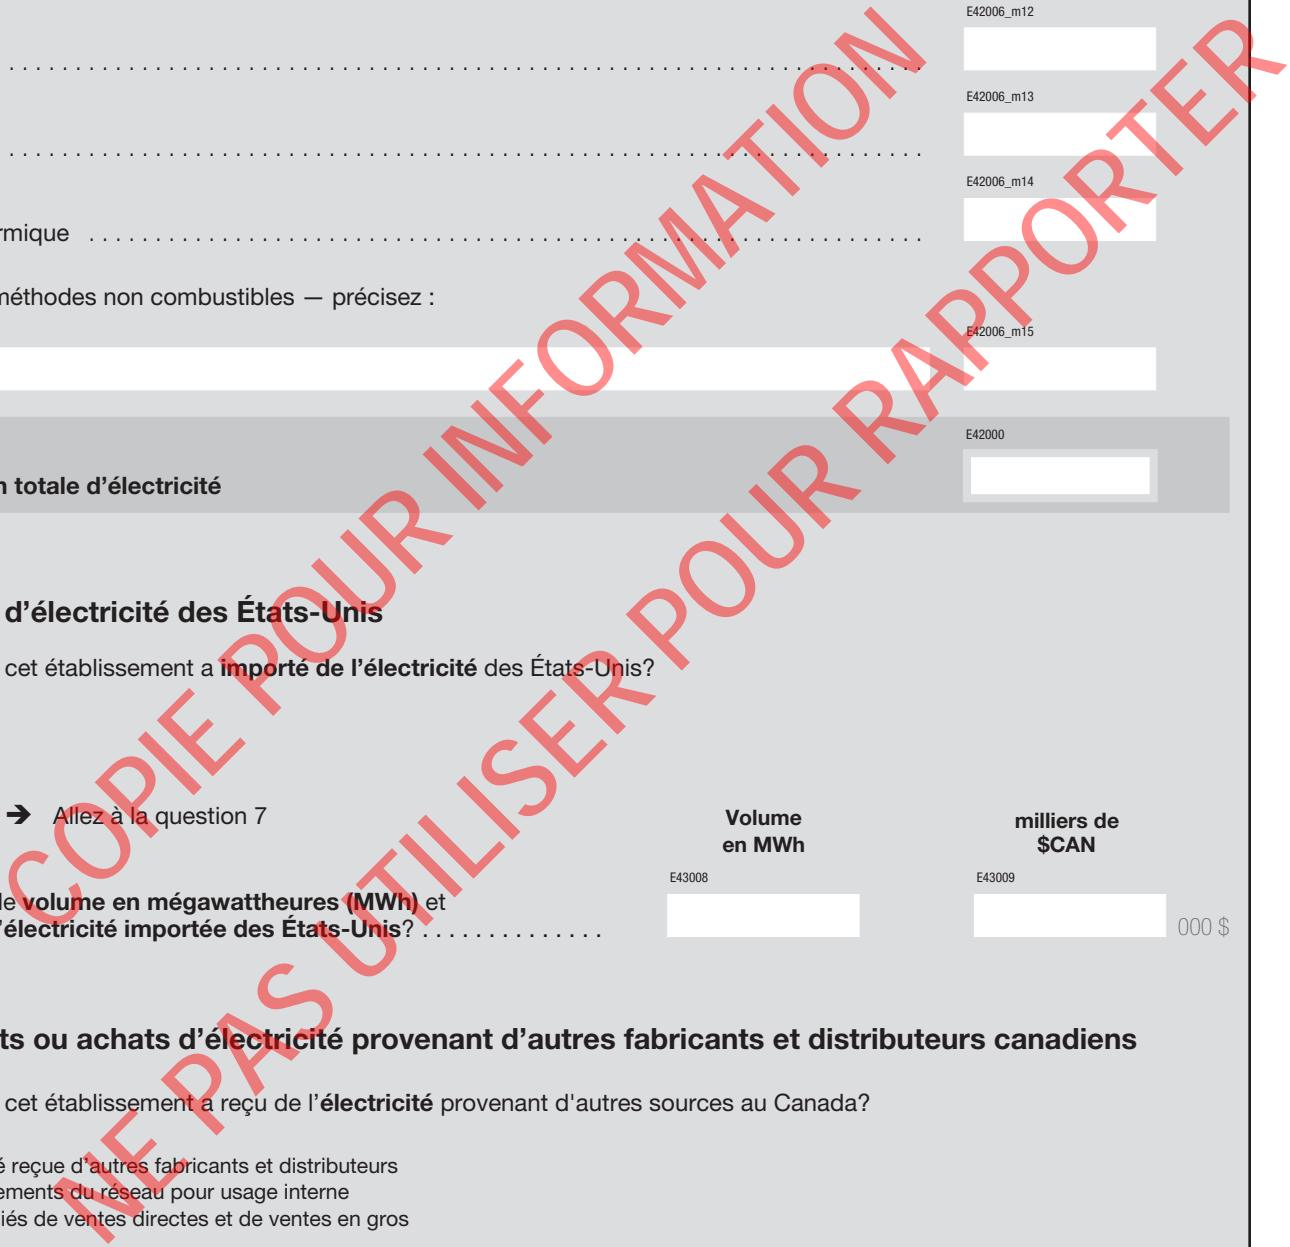 E42006_m12
E42006_m13
E42006_m14
rmique
méthodes non combustibles — précisez :
E42006_m15
E42000
n totale d’électricité
d’électricité des États-Unis
cet établissement a importé de l’électricité des États-Unis?
➔ Allez à la question 7
Volume
en MWh
milliers de
$CAN
E43008
E43009
le volume en mégawattheures (MWh) et
’électricité importée des États-Unis?
000 $
ts ou achats d’électricité provenant d’autres fabricants et distributeurs canadiens
cet établissement a reçu de l’électricité provenant d'autres sources au Canada?
é reçue d’autres fabricants et distributeurs
ements du réseau pour usage interne
iés de ventes directes et de ventes en gros
COPIE POUR INFORMATION
NE PAS UTILISER POUR RAPPORTER